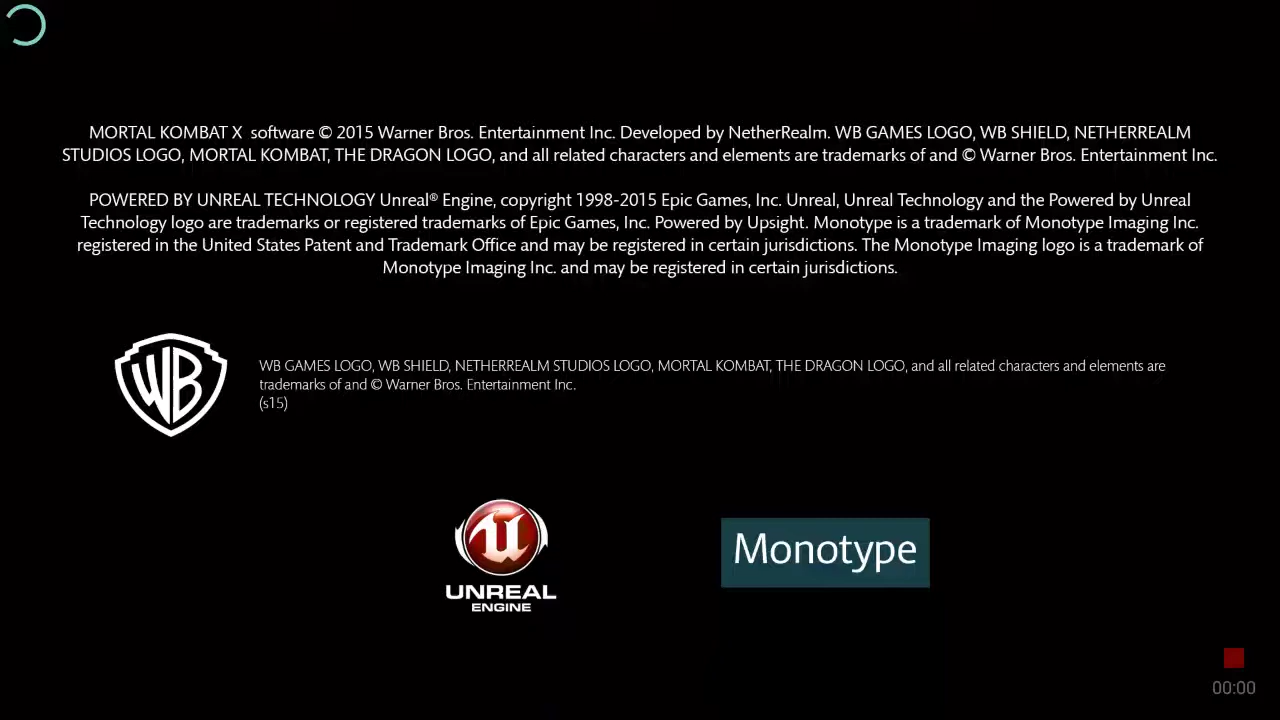 MORTAL KOMBAT X software © 2015 Warner Bros. Entertainment Inc. Developed by NetherRealm. WB GAMES LOGO, WB SHIELD, NETHERREALM
STUDIOS LOGO, MORTAL KOMBAT, THE DRAGON LOGO, and all related characters and elements are trademarks of and © Warner Bros. Entertainment Inc.
POWERED BY UNREAL TECHNOLOGY Unreal® Engine, copyright 1998-2015 Epic Games, Inc. Unreal, Unreal Technology and the Powered by Unreal
Technology logo are trademarks or registered trademarks of Epic Games, Inc. Powered by Upsight. Monotype is a trademark of Monotype Imaging Inc.
registered in the United States Patent and Trademark Office and may be registered in certain jurisdictions. The Monotype Imaging logo is a trademark of
Monotype Imaging Inc. and may be registered in certain jurisdictions.
WB
WB GAMES LOGO, WB SHIELD, NETHERREALM STUDIOS LOGO, MORTAL KOMBAT, THE DRAGON LOGO, and all related characters and elements are
trademarks of and © Warner Bros. Entertainment Inc.
(s15)
UNREAL
ENGINE
Monotype
00:00